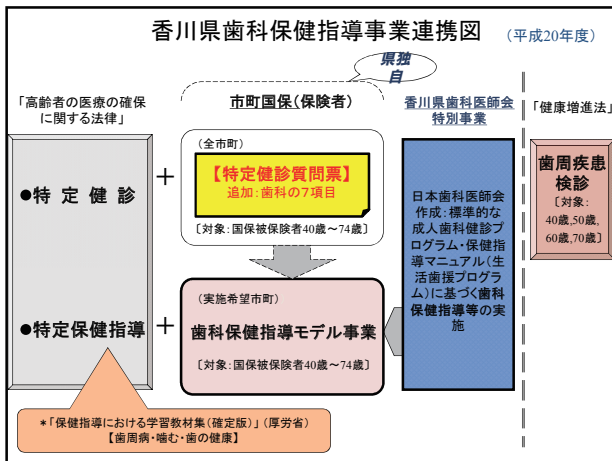 香川県歯科保健指導事業連携図
（平成20年度）
県独
自
「高齢者の医療の確保
に関する法律」
市町国保（保険者）
香川県歯科医師会
特別事業
「健康増進法」
●特 定 健 診
＋
（全市町）
【特定健診質問票】
追加：歯科の7項目
［対象：国保被保険者40歳～74歳］
日本歯科医師会
作成：標準的な
成人歯科健診プ
ログラム・保健指
導マニュアル（生
活歯援プログラ
ム）に基づく歯科
保健指導等の実
施
歯周疾患
検診
［対象：
40歳,50歳,
60歳,70歳］
●特定保健指導
＋
（実施希望市町）
歯科保健指導モデル事業
［対象：国保被保険者40歳～74歳］
＊「保健指導における学習教材集（確定版）」（厚労省）
【歯周病・噛む・歯の健康】